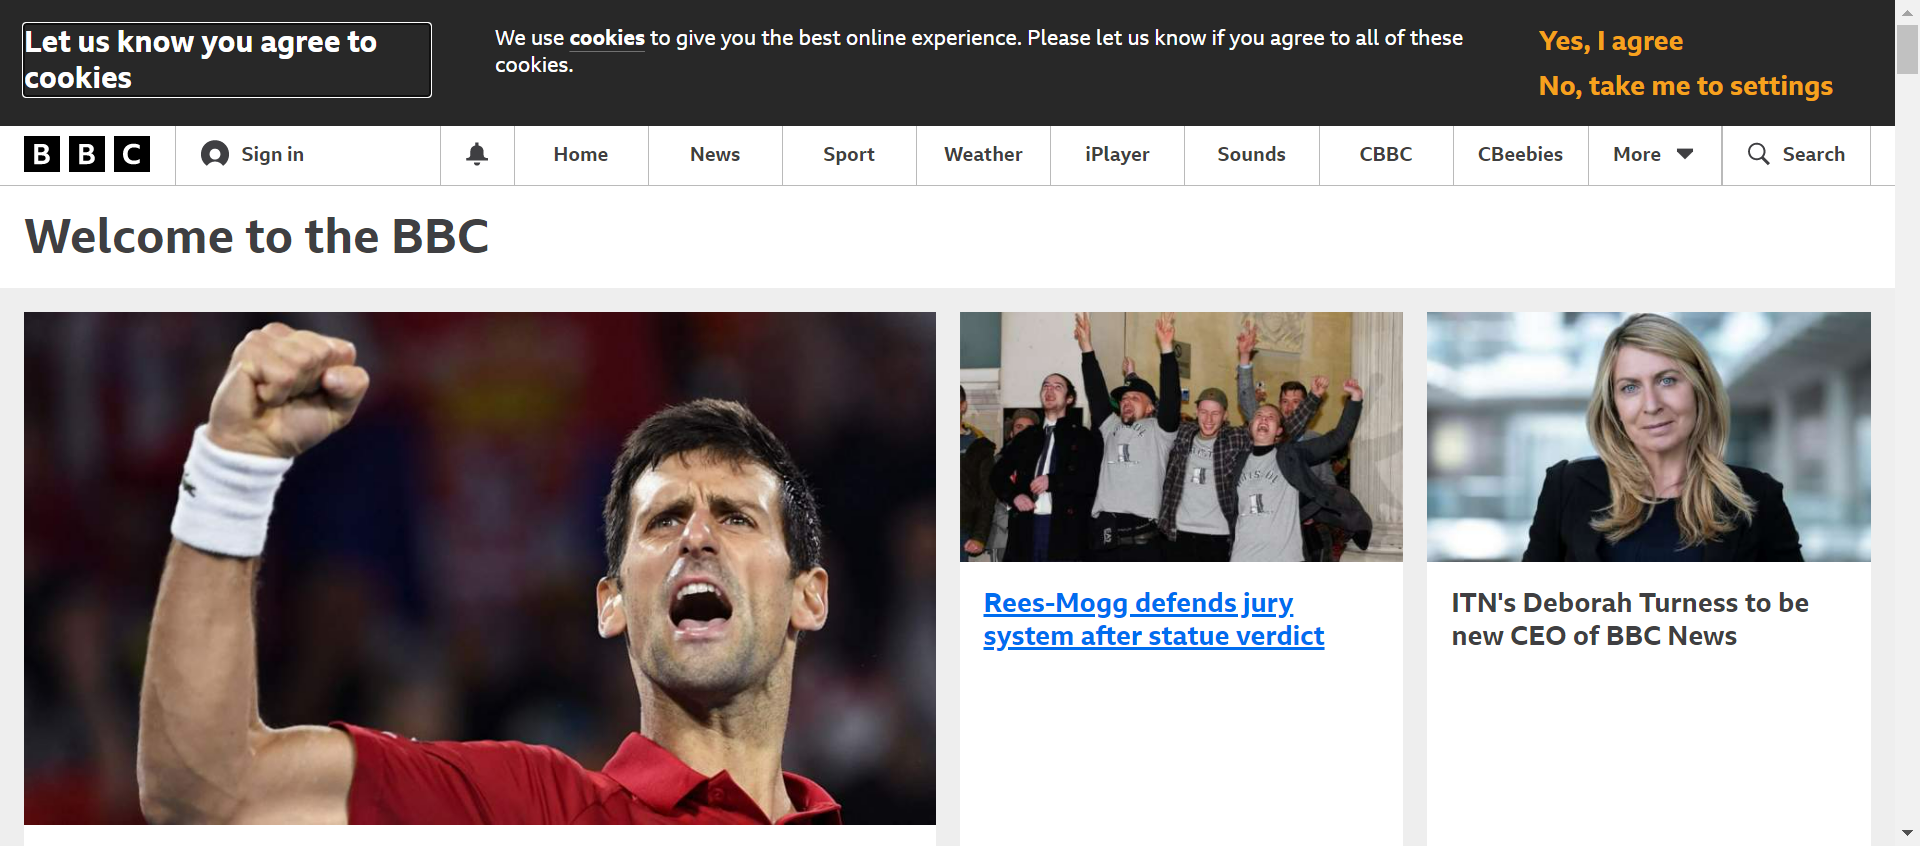 Let us know you agree to
cookies
We use cookies to give you the best online experience. Please let us know if you agree to all of these
cookies.
Yes, I agree
No, take me to settings
BBC
Sign in
Home
News
Sport
Weather
iPlayer
Sounds
CBBC
CBeebies
More
Search
Welcome to the BBC
Rees-Mogg defends jury
system after statue verdict
ITN's Deborah Turness to be
new CEO of BBC News